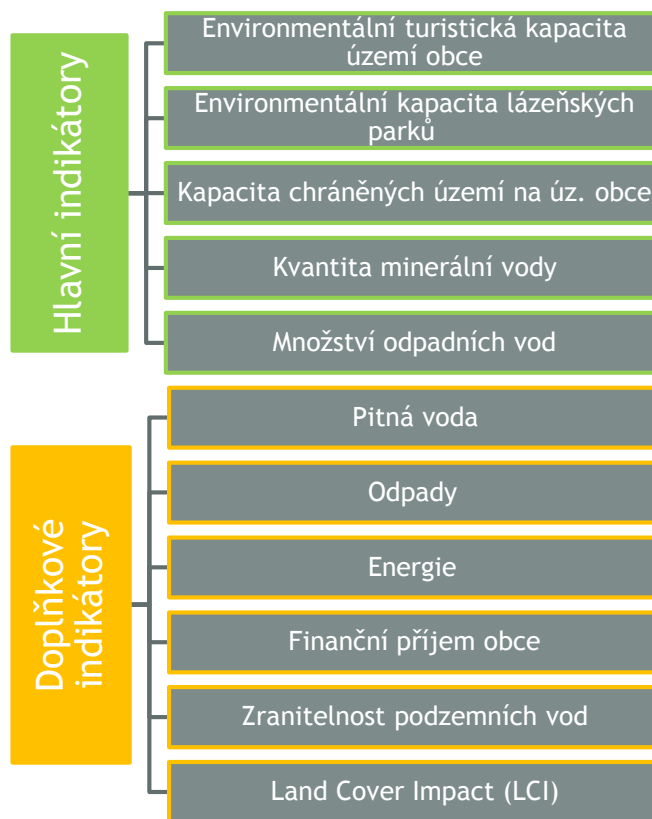 Hlavní indikátory
Environmentální turistická kapacita
území obce
Environmentální kapacita lázeňských
parků
Kapacita chráněných území na úz. obce
Kvantita minerální vody
Množství odpadních vod
Doplňkové
indikátory
Pitná voda
Odpady
Energie
Finanční příjem obce
Zranitelnost podzemních vod
Land Cover Impact (LCI)